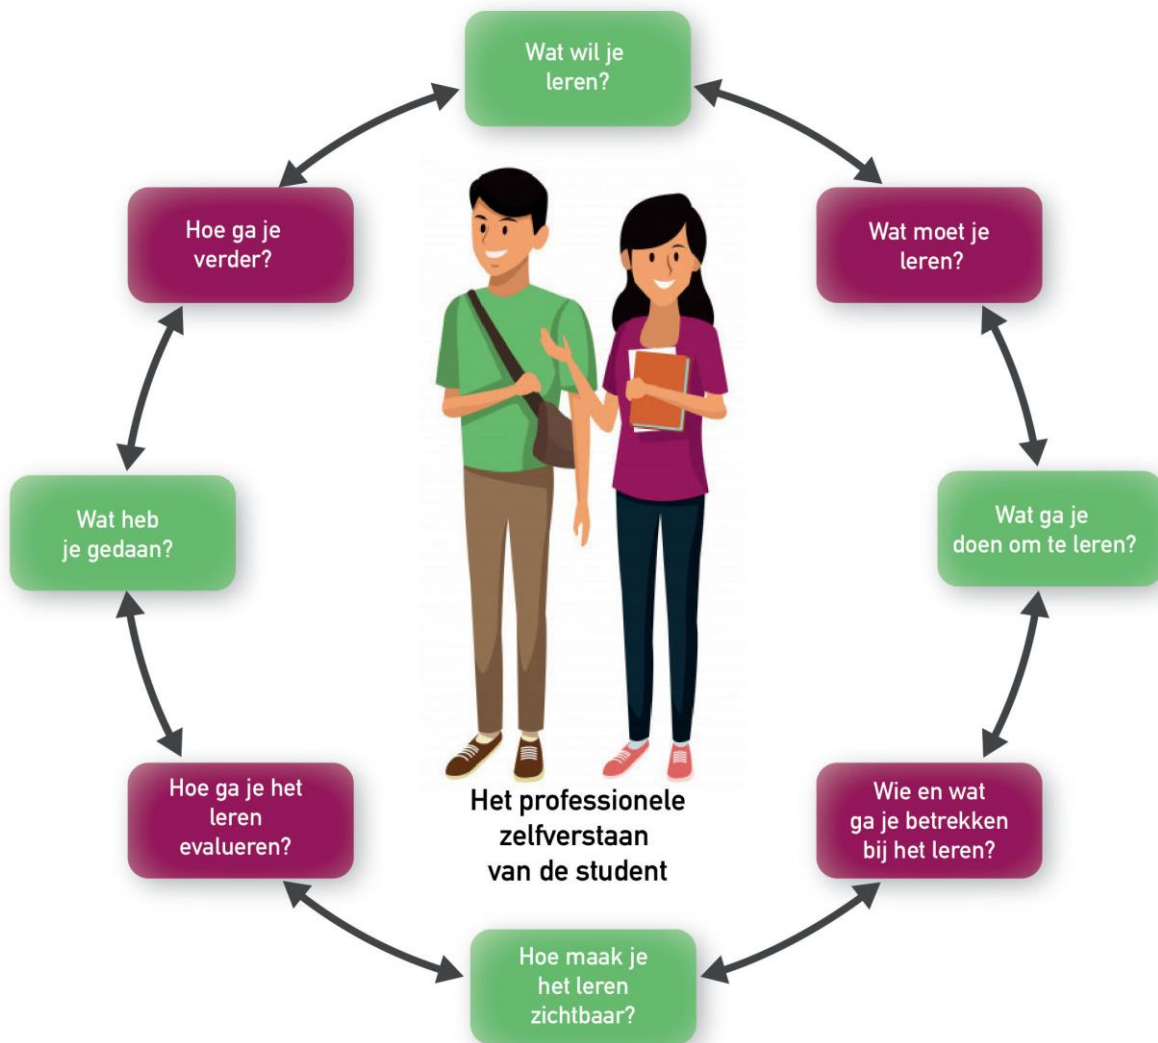 Wat wil je
leren?
Wat moet je
leren?
Wat ga je
doen om te leren?
Wie en wat
ga je betrekken
bij het leren?
Hoe maak je
het leren
zichtbaar?
Hoe ga je het
leren
evalueren?
Wat heb
je gedaan?
Hoe ga je
verder?
Het professionele
zelfverstaan
van de student